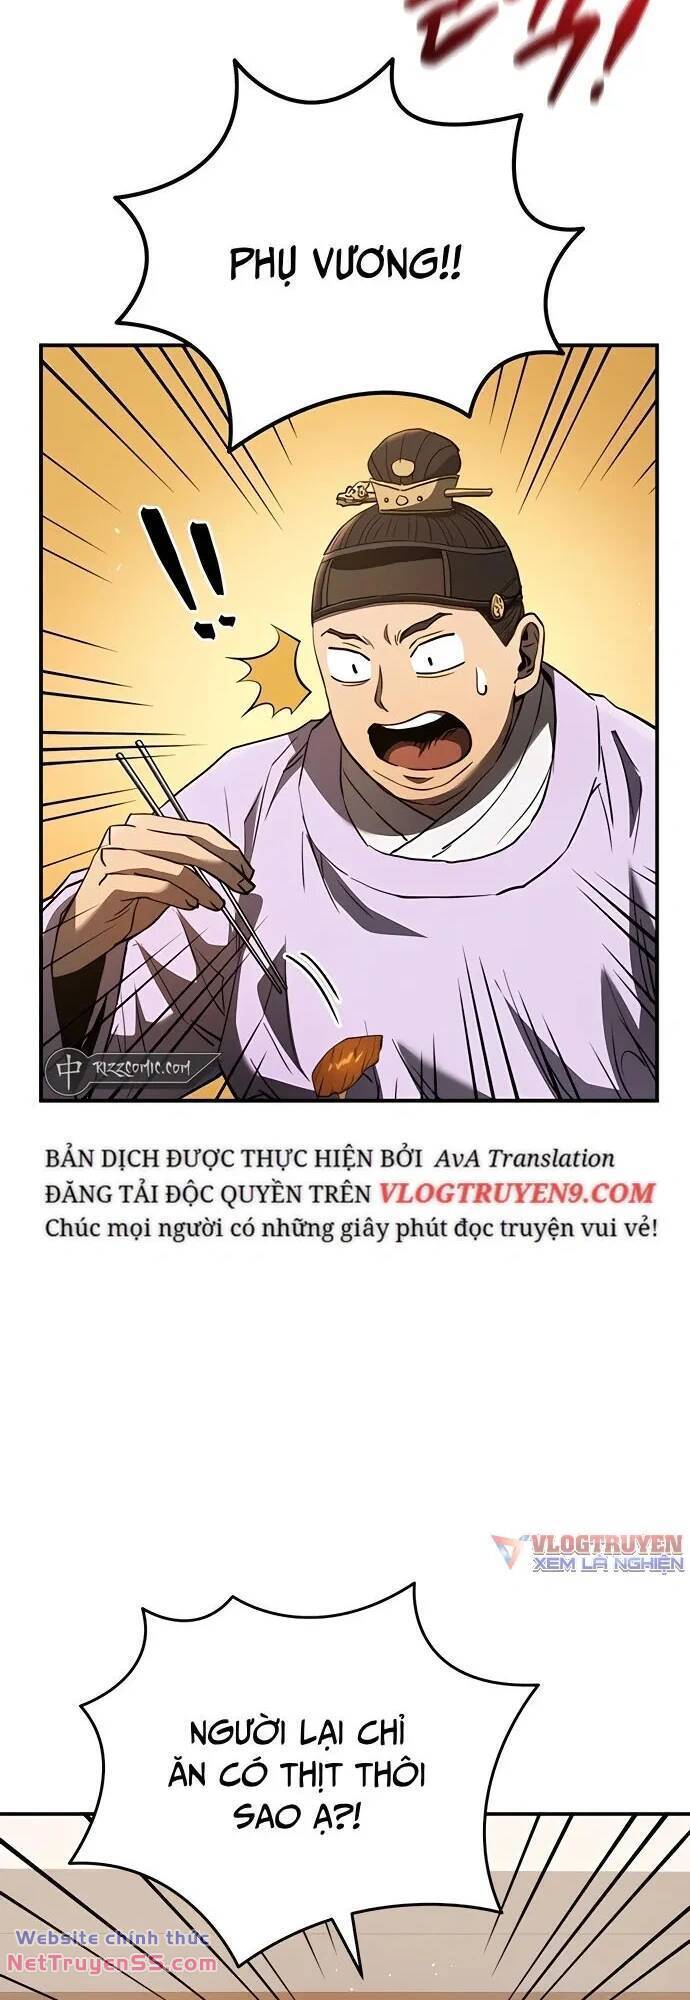 PHỤ VƯƠNG!!
!!
中 RIZZCOMIC.COM
BẢN DỊCH ĐƯỢC THỰC HIỆN BỞI AvA Translation
ĐĂNG TẢI ĐỘC QUYỀN TRÊN VLOGTRUYEN9.COM
Chúc mọi người có những giây phút đọc truyện vui vẻ!
VLOGTRUYEN
XEM LÀ NGHIỆN
NGƯỜI LẠI CHỈ
ĂN CÓ THỊT THÔI
SAO Ạ?!
Website chính thức
NetTruyenSS.com